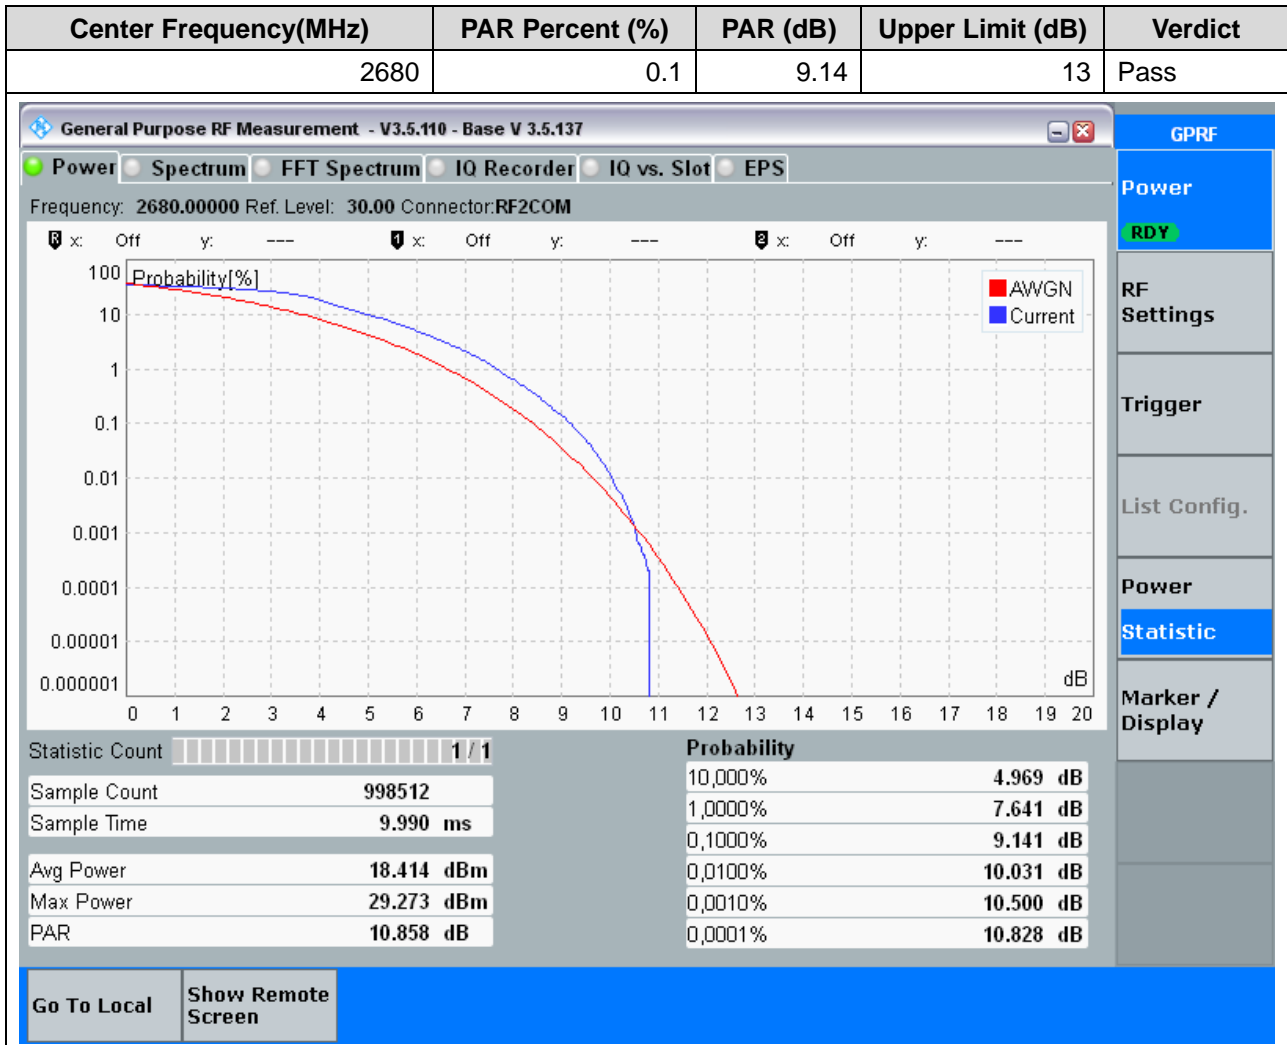 Center Frequency(MHz) PAR Percent (%) PAR (dB) Upper Limit (dB) Verdict
2680 0.1 9.14 13 Pass
General Purpose RF Measurement - V3.5.110 - Base V 3.5.137
GPRF
Power Spectrum FFT Spectrum IQ Recorder IQ vs. Slot EPS
Power
RDY
Frequency: 2680.00000 Ref. Level: 30.00 Connector:RF2COM
R x: Off y: --- 1 x: Off y: --- 2 x: Off y: ---
Probability[%]
AWGN
Current
100
10
1
0.1
0.01
0.001
0.0001
0.00001
0.000001
dB
0 1 2 3 4 5 6 7 8 9 10 11 12 13 14 15 16 17 18 19 20
RF
Settings
Trigger
List Config.
Power
Statistic
Marker /
Display
Statistic Count 1 / 1
Sample Count 998512
Sample Time 9.990 ms
Avg Power 18.414 dBm
Max Power 29.273 dBm
PAR 10.858 dB
Probability
10,000% 4.969 dB
1,0000% 7.641 dB
0,1000% 9.141 dB
0,0100% 10.031 dB
0,0010% 10.500 dB
0,0001% 10.828 dB
Go To Local
Show Remote
Screen